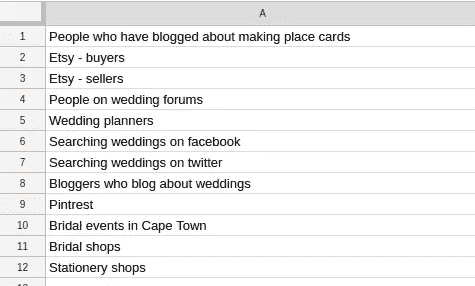 A
1 People who have blogged about making place cards
2 Etsy - buyers
3 Etsy - sellers
4 People on wedding forums
5 Wedding planners
6 Searching weddings on facebook
7 Searching weddings on twitter
8 Bloggers who blog about weddings
9 Pintrest
10 Bridal events in Cape Town
11 Bridal shops
12 Stationery shops